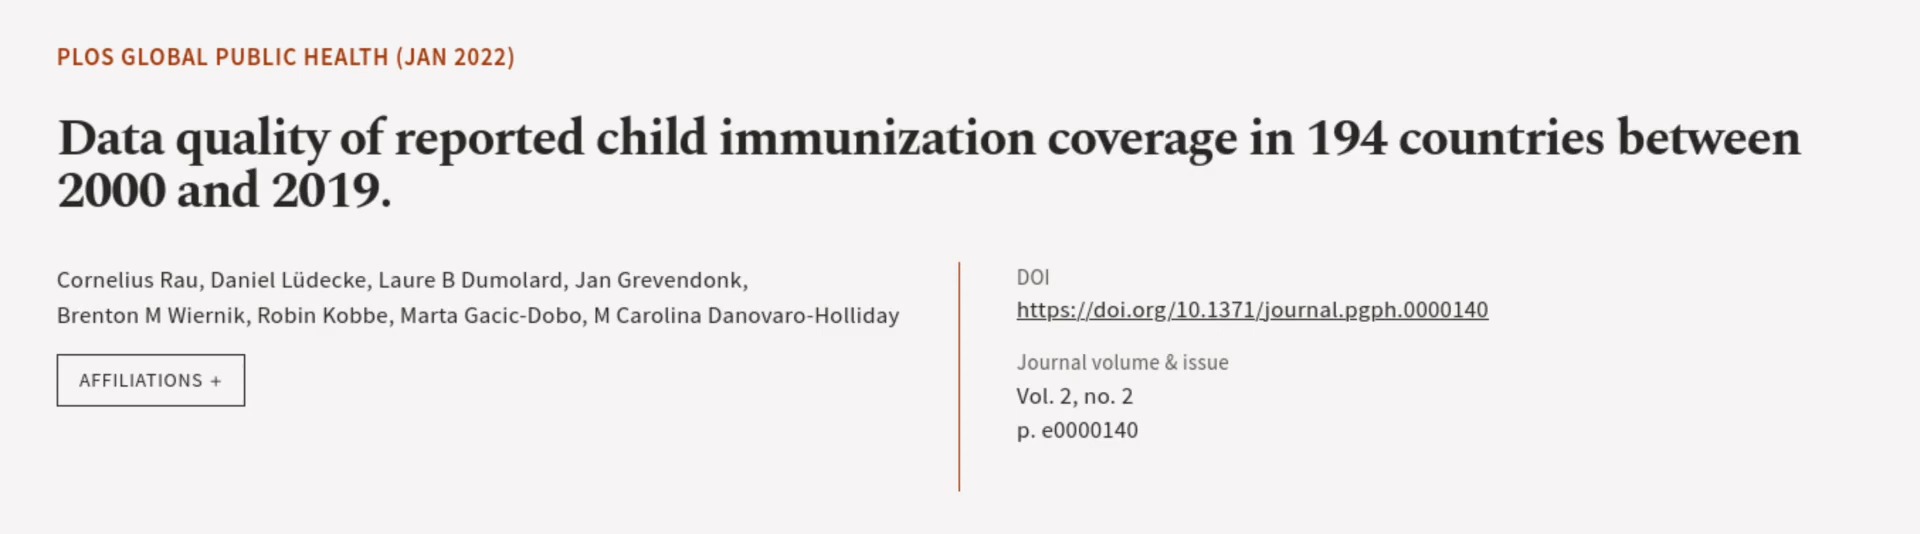 PLOS GLOBAL PUBLIC HEALTH (JAN 2022)
Data quality of reported child immunization coverage in 194 countries between
2000 and 2019.
Cornelius Rau, Daniel Lüdecke, Laure B Dumolard, Jan Grevendonk,
Brenton M Wiernik, Robin Kobbe, Marta Gacic-Dobo, M Carolina Danovaro-Holliday
AFFILIATIONS +
DOI
https://doi.org/10.1371/journal.pgph.0000140
Journal volume & issue
Vol. 2, no. 2
p. e0000140